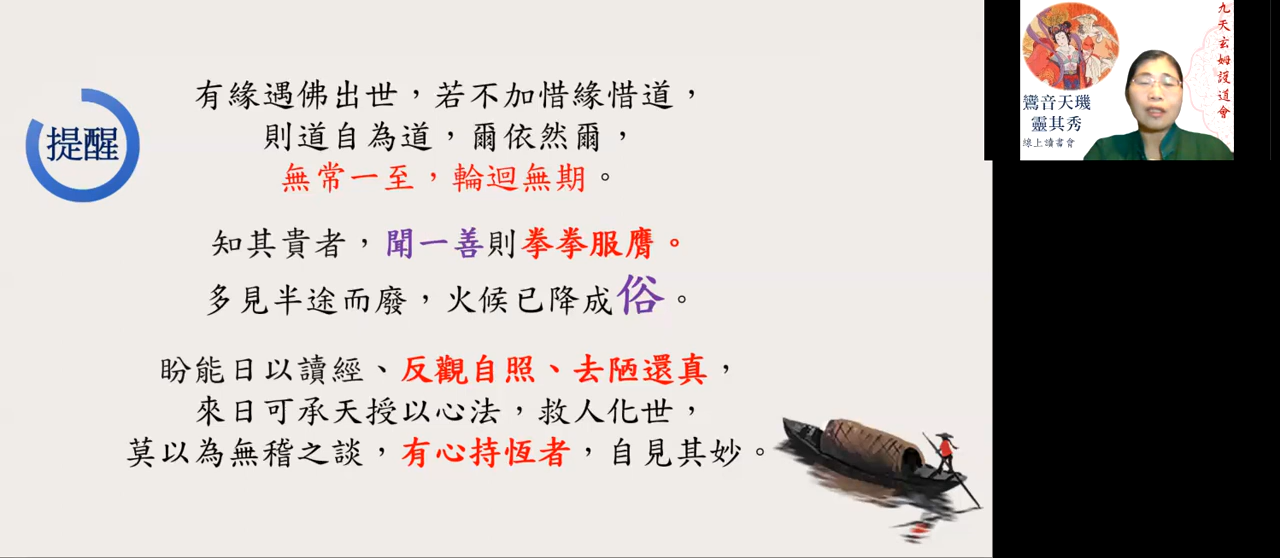 提醒
有緣遇佛出世，若不加惜緣惜道，
則道自為道，爾依然爾，
無常一至，輪迴無期。
知其貴者，聞一善則拳拳服膺。
多見半途而廢，火候已降成俗。
盼能日以讀經、反觀自照、去陋還真，
來日可承天授以心法，救人化世，
莫以為無稽之談，有心持恆者，自見其妙。
鸞音天璣
靈其秀
線上讀書會
九天玄姆護道會